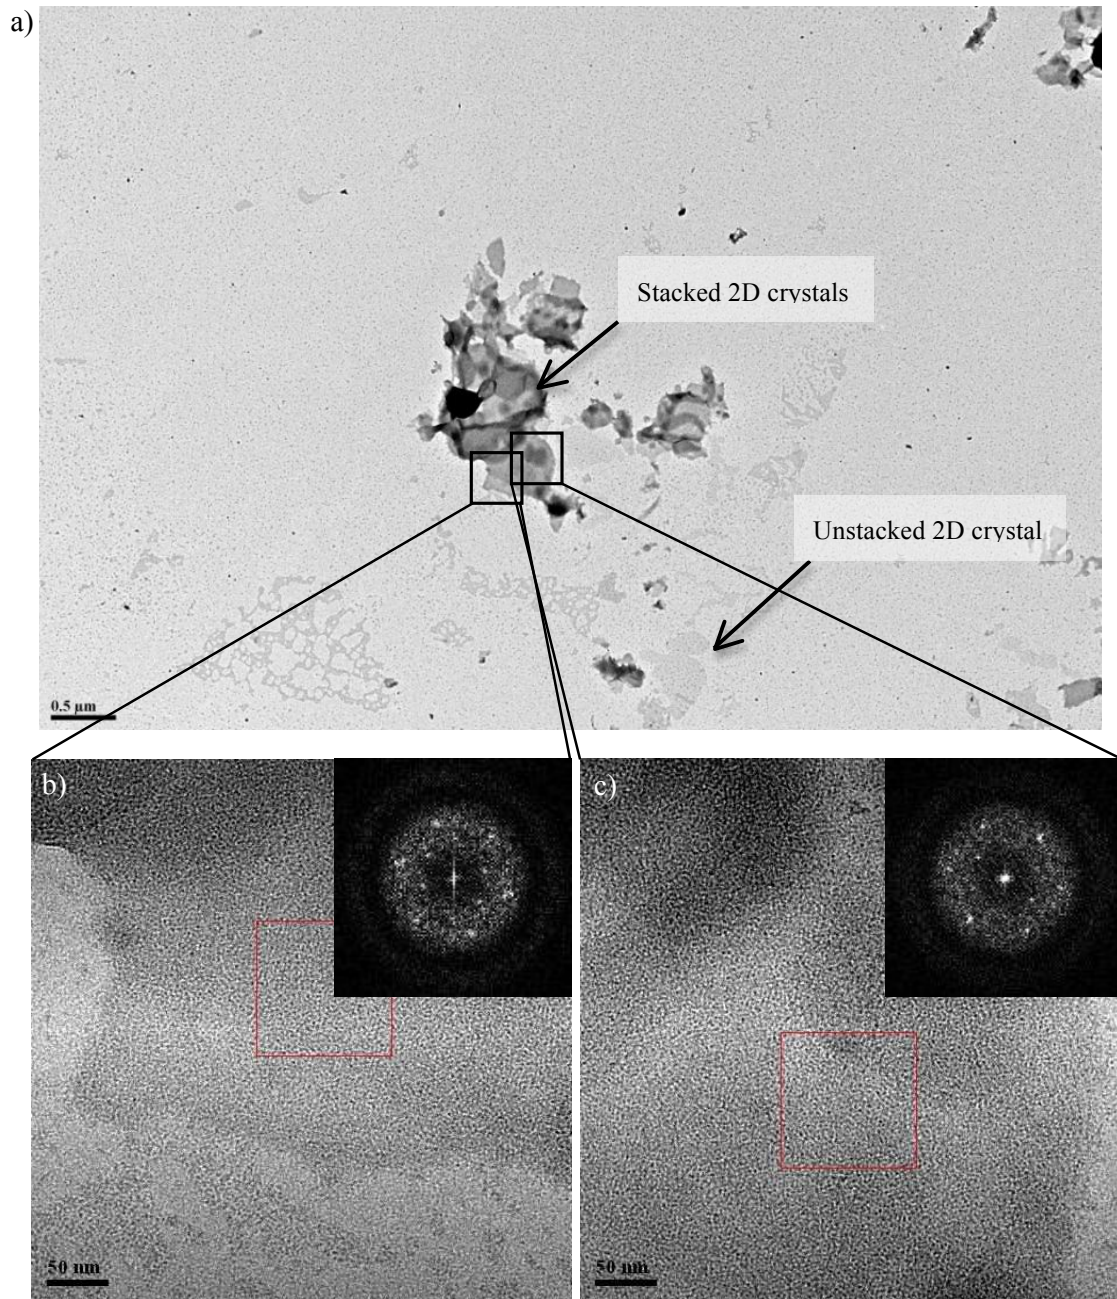 a)
Stacked 2D crystals
Unstacked 2D crystal
0.5 µm
b)
c)
50 nm
50 nm